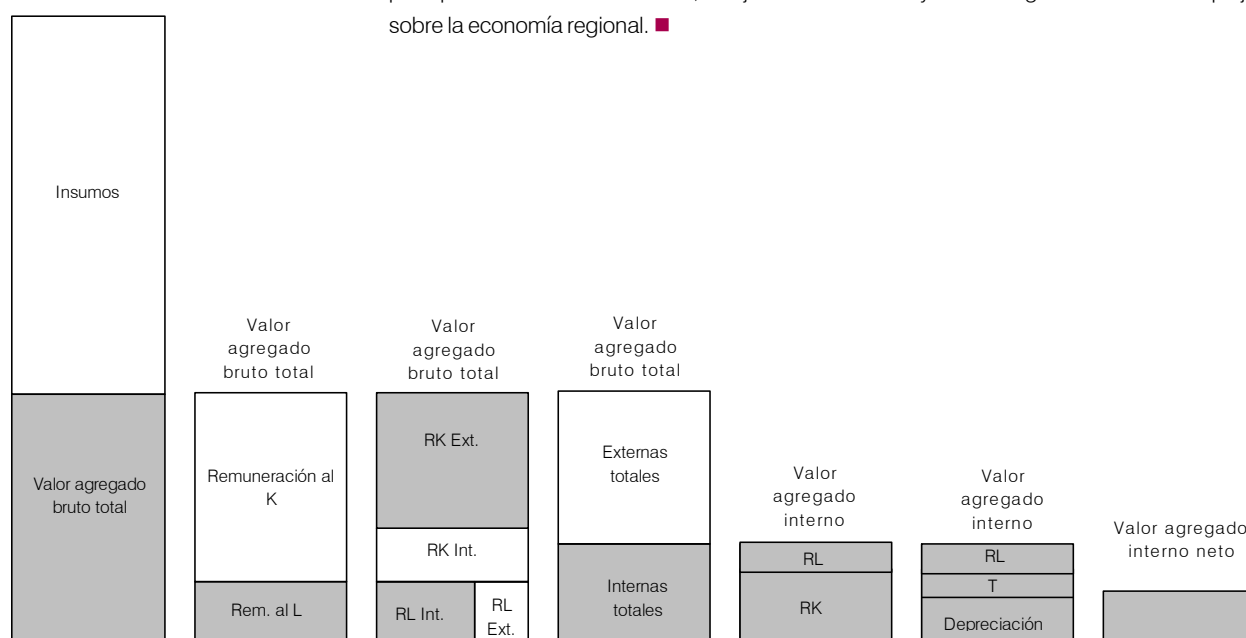 sobre la economía regional.
Insumos
Valor agregado
bruto total
Valor
agregado
bruto total
Remuneración al
K
Rem. al L
Valor
agregado
bruto total
RK Ext.
RK Int.
RL Int.
RL
Ext.
Valor
agregado
bruto total
Externas
totales
Internas
totales
Valor
agregado
interno
RL
RK
Valor
agregado
interno
RL
T
Depreciación
Valor agregado
interno neto